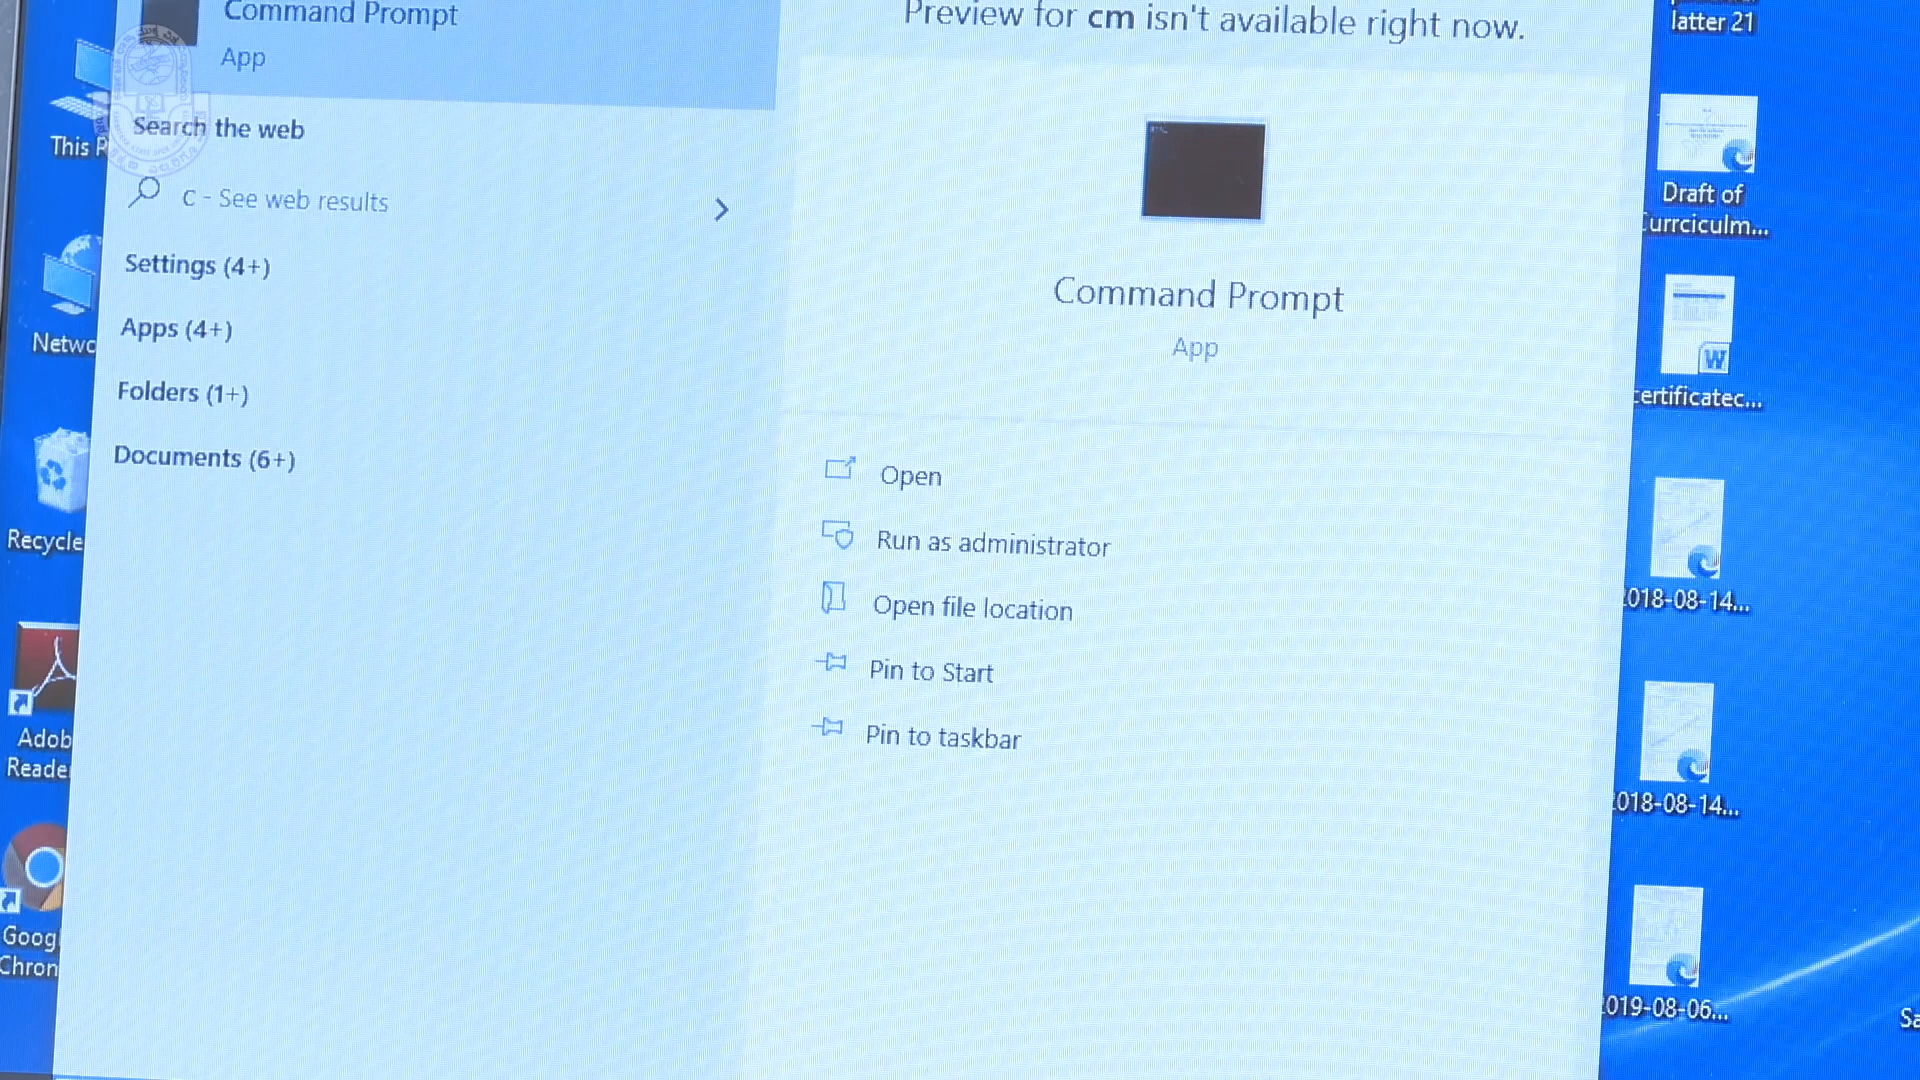 Command Prompt
App
Search the web
c - See web results
Settings (4+)
Apps (4+)
Folders (1+)
Documents (6+)
Preview for cm isn't available right now.
Command Prompt
App
Open
Run as administrator
Open file location
Pin to Start
Pin to taskbar
This P
Netwo
Recycle
Adob
Reade
Goog
Chron
latter 21
Draft of
Currciculm...
certificatec...
2018-08-14...
2018-08-14...
2019-08-06...
Sa